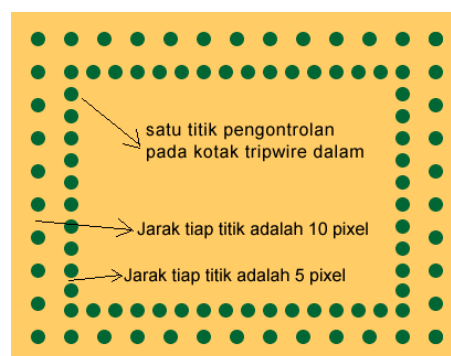 satu titik pengontrolan
pada kotak tripwire dalam
Jarak tiap titik adalah 10 pixel
Jarak tiap titik adalah 5 pixel